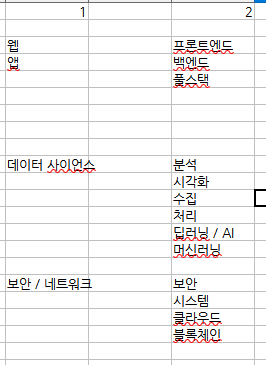 1 2
웹 프론트엔드
앱 백엔드
풀스택
데이터 사이언스 분석
시각화
수집
처리
딥러닝 / AI
머신러닝
보안 / 네트워크 보안
시스템
클라우드
블록체인